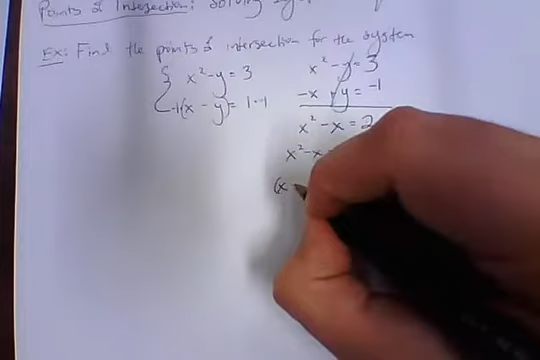 Points of Intersection: Solving
Ex: Find the points of intersection for the system
x² - y = 3
-1(x - y) = 1·-1
x² - y = 3
-x + y = -1
x² - x = 2
x² - x
(x